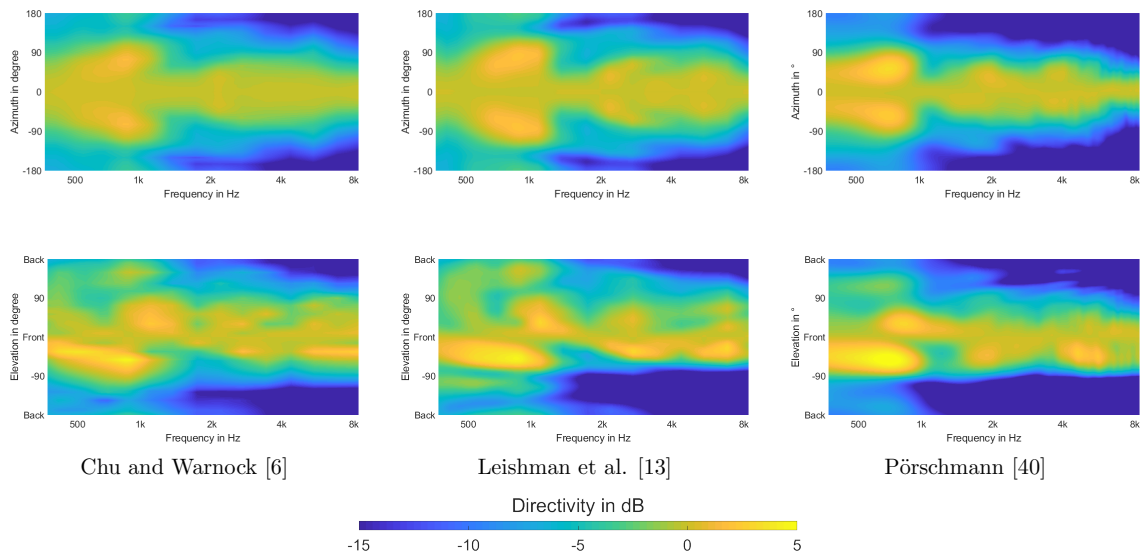 180
90
0
-90
-180
Azimuth in degree
500 1k 2k 4k 8k
Frequency in Hz
180
90
0
-90
-180
Azimuth in degree
500 1k 2k 4k 8k
Frequency in Hz
180
90
0
-90
-180
Azimuth in °
500 1k 2k 4k 8k
Frequency in Hz
Back
90
Front
-90
Back
Elevation in degree
500 1k 2k 4k 8k
Frequency in Hz
Back
90
Front
-90
Back
Elevation in degree
500 1k 2k 4k 8k
Frequency in Hz
Back
90
Front
-90
Back
Elevation in °
500 1k 2k 4k 8k
Frequency in Hz
Chu and Warnock [6]
Leishman et al. [13]
Pörschmann [40]
Directivity in dB
-15 -10 -5 0 5